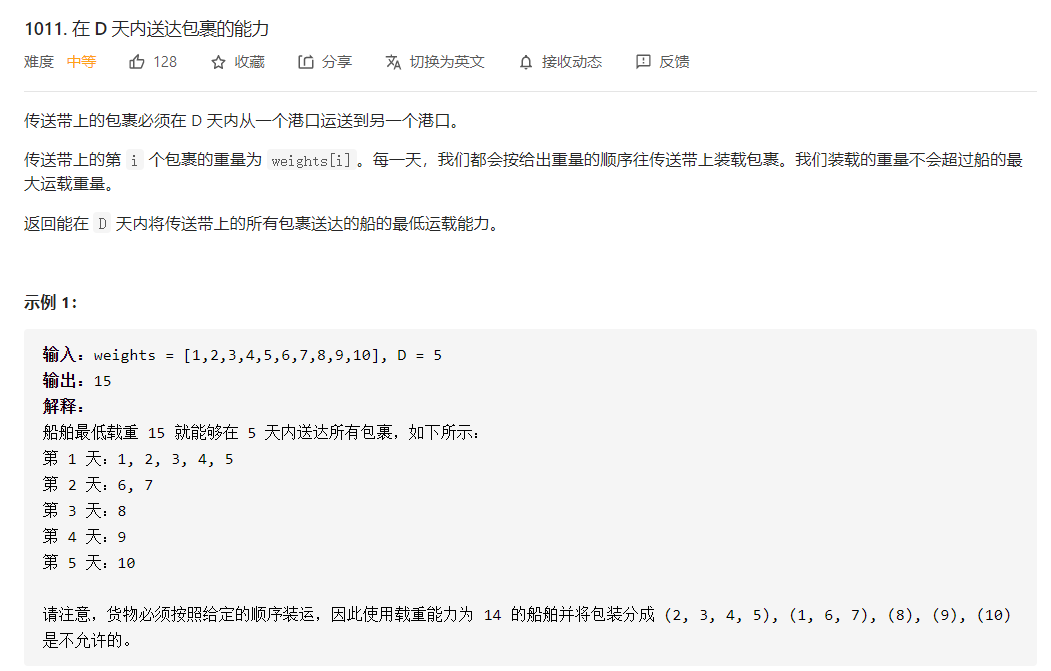 1011. 在 D 天内送达包裹的能力
难度 中等 128 收藏 分享 切换为英文 接收动态 反馈
传送带上的包裹必须在 D 天内从一个港口运送到另一个港口。
传送带上的第 i 个包裹的重量为 weights[i]。每一天，我们都会按给出重量的顺序往传送带上装载包裹。我们装载的重量不会超过船的最
大运载重量。
返回能在 D 天内将传送带上的所有包裹送达的船的最低运载能力。
示例 1：
输入：weights = [1,2,3,4,5,6,7,8,9,10], D = 5
输出：15
解释：
船舶最低载重 15 就能够在 5 天内送达所有包裹，如下所示：
第 1 天：1, 2, 3, 4, 5
第 2 天：6, 7
第 3 天：8
第 4 天：9
第 5 天：10
请注意，货物必须按照给定的顺序装运，因此使用载重能力为 14 的船舶并将包装分成 (2, 3, 4, 5), (1, 6, 7), (8), (9), (10)
是不允许的。